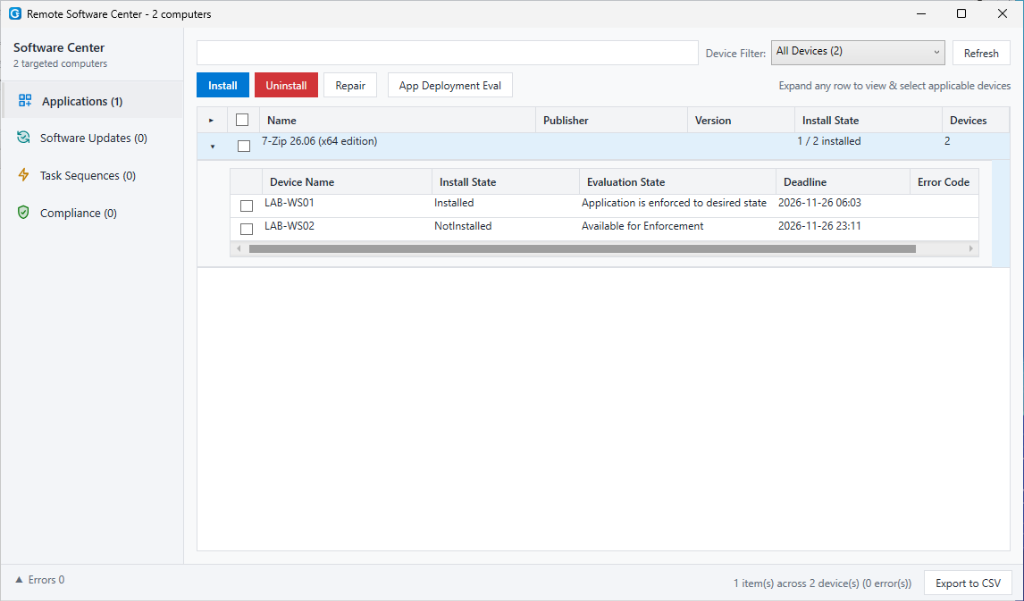 Remote Software Center - 2 computers
Software Center
2 targeted computers
Applications (1)
Software Updates (0)
Task Sequences (0)
Compliance (0)
Device Filter: All Devices (2) Refresh
Install Uninstall Repair App Deployment Eval Expand any row to view & select applicable devices
Name Publisher Version Install State Devices
7-Zip 26.06 (x64 edition) 1 / 2 installed 2
Device Name Install State Evaluation State Deadline Error Code
LAB-WS01 Installed Application is enforced to desired state 2026-11-26 06:03
LAB-WS02 NotInstalled Available for Enforcement 2026-11-26 23:11
Errors 0 1 item(s) across 2 device(s) (0 error(s)) Export to CSV